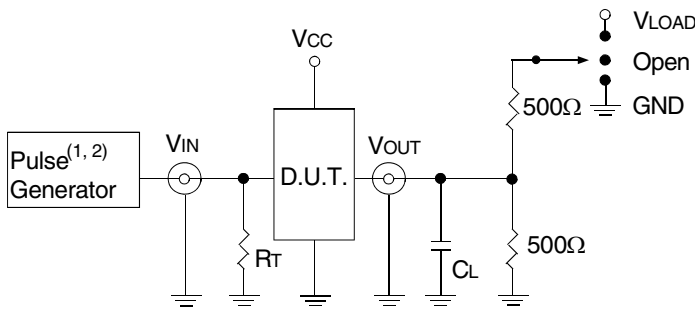 VLOAD
VCC
Open
GND
500Ω
Pulse(1, 2)
Generator
VIN
D.U.T.
VOUT
RT
CL
500Ω